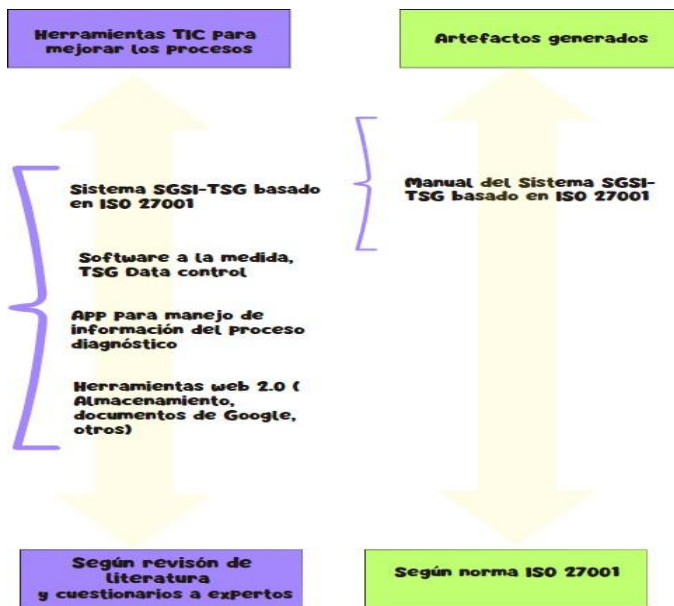 Herramientas TIC para
mejorar los procesos
Sistema SGSI-TSG basado
en ISO 27001
Software a la medida,
TSG Data control
APP para manejo de
información del proceso
diagnóstico
Herramientas web 2.0 (
Almacenamiento,
documentos de Google,
otros)
Según revisón de
literatura
y cuestionarios a expertos
Artefactos generados
Manual del Sistema SGSI-
TSG basado en ISO 27001
Según norma ISO 27001